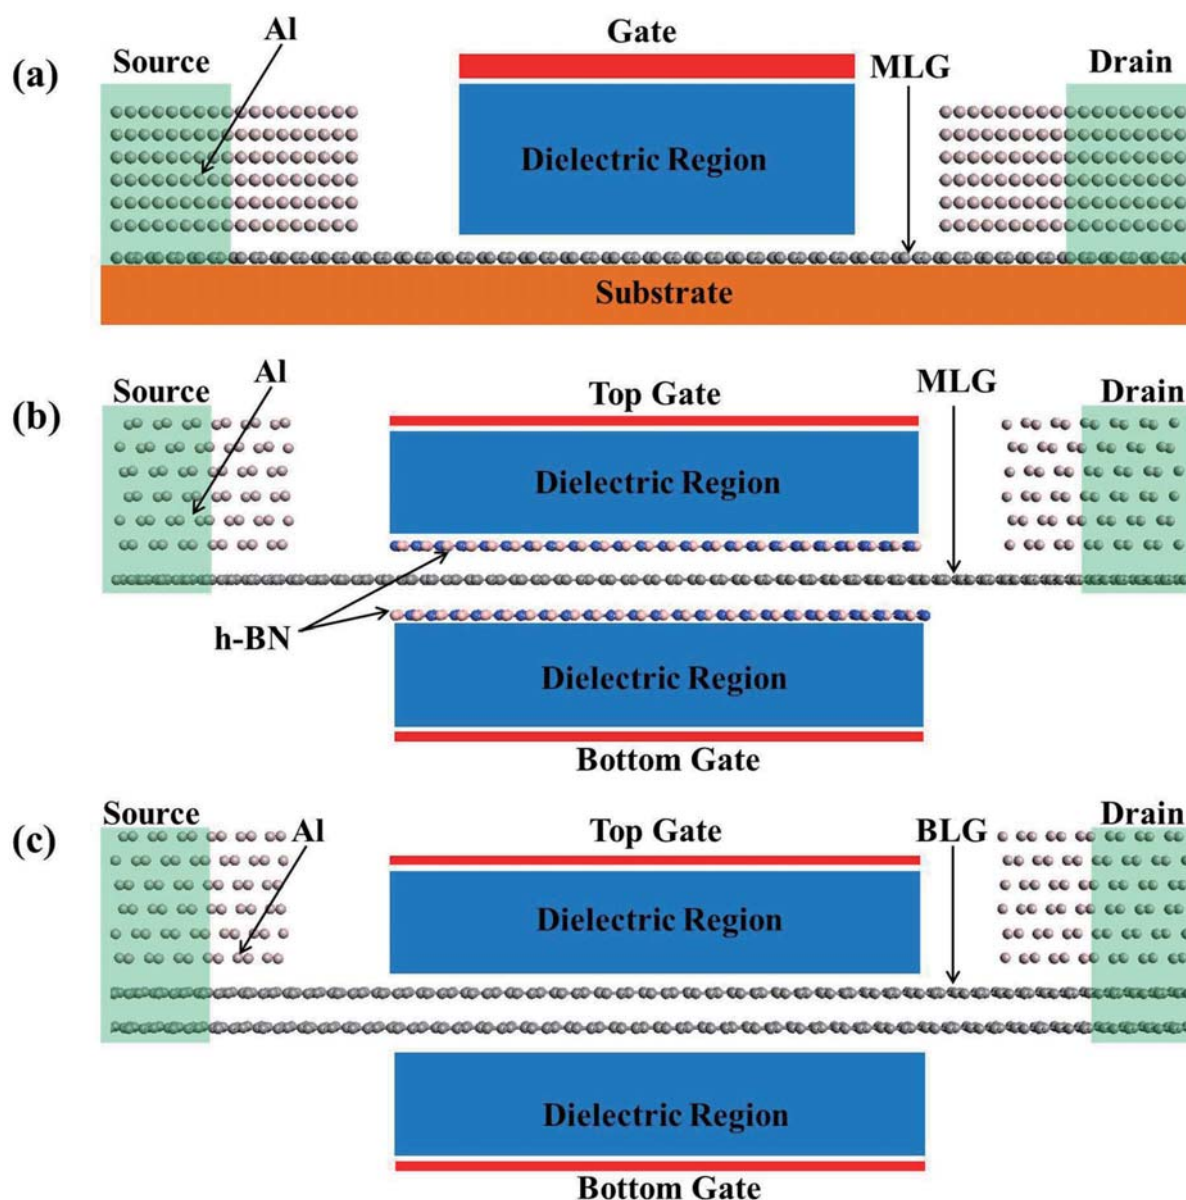 (a)
Source
Al
Gate
MLG
Drain
Dielectric Region
Substrate
(b)
Source
Al
Top Gate
MLG
Drain
Dielectric Region
h-BN
Dielectric Region
Bottom Gate
(c)
Source
Al
Top Gate
BLG
Drain
Dielectric Region
Dielectric Region
Bottom Gate